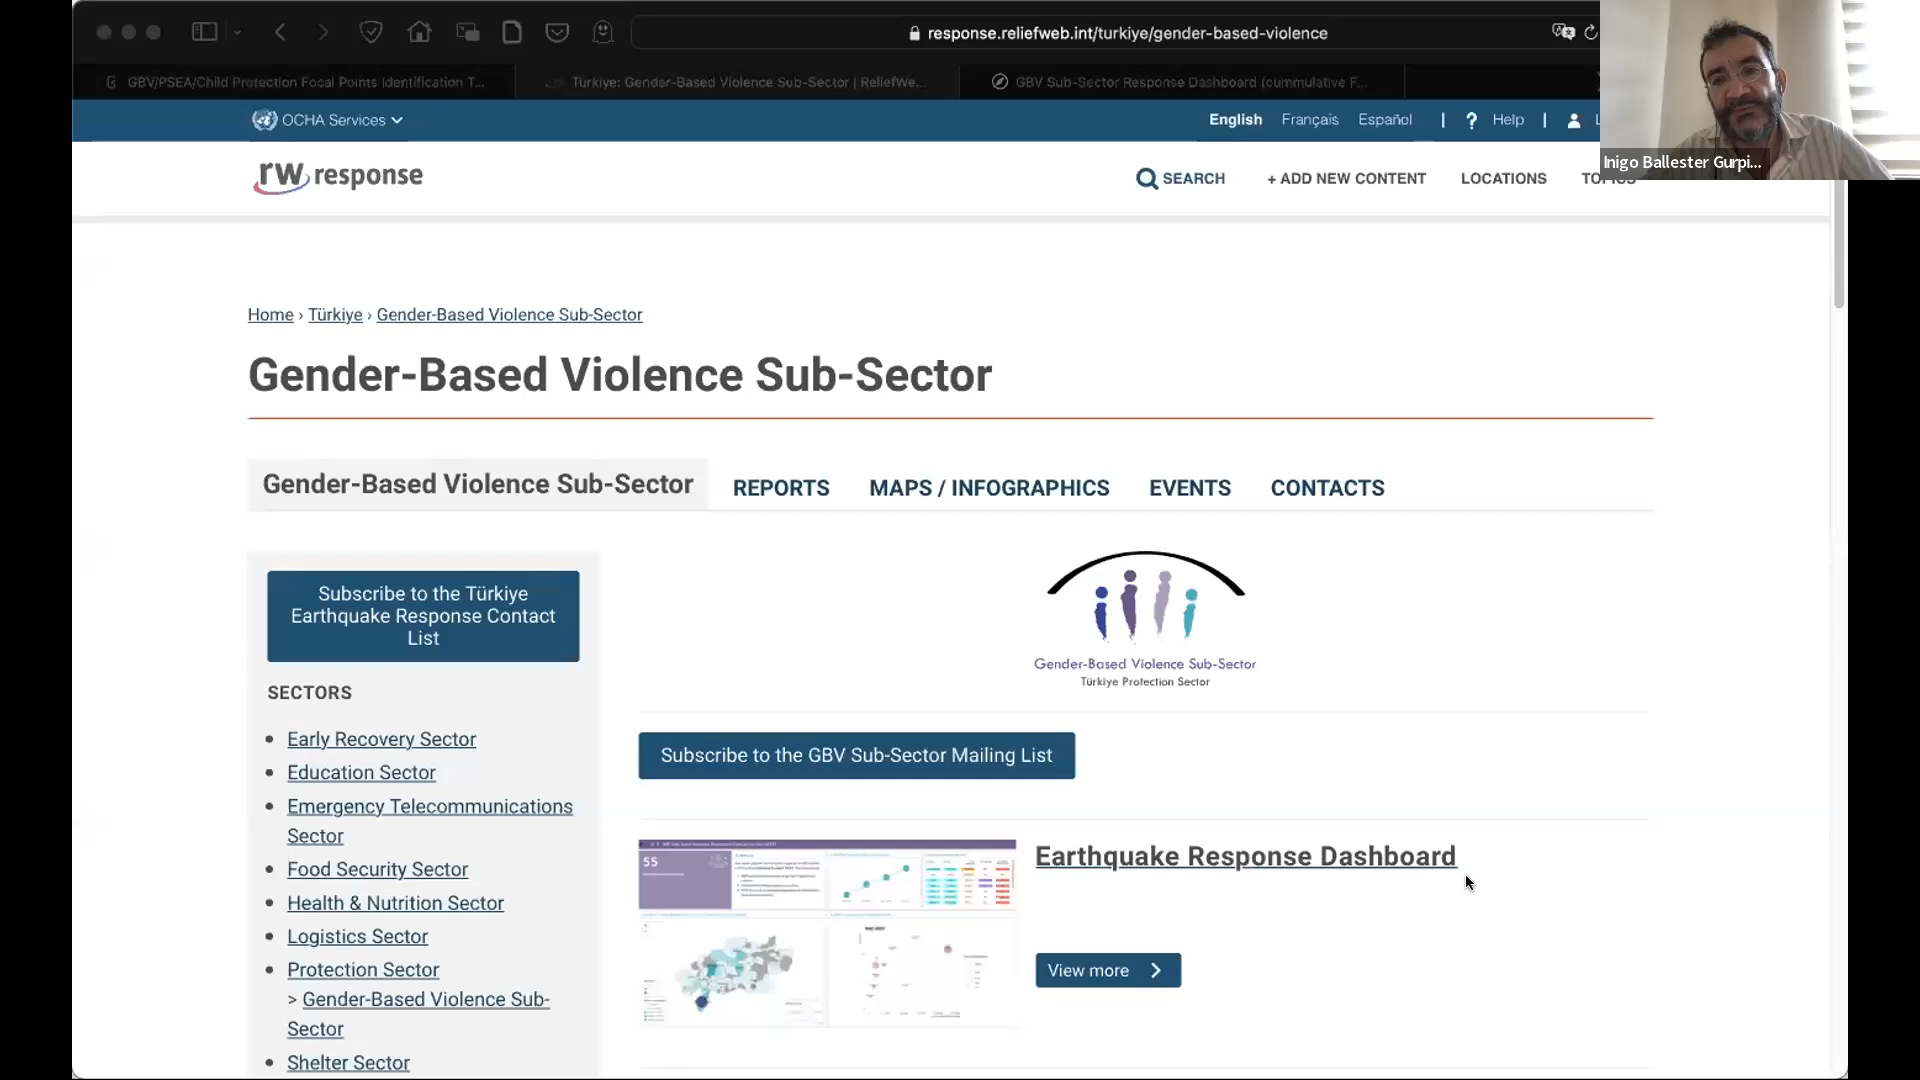 response.reliefweb.int/turkiye/gender-based-violence
GBV/PSEA/Child Protection Focal Points Identification T...
Türkiye: Gender-Based Violence Sub-Sector | ReliefWe...
GBV Sub-Sector Response Dashboard (cummulative F...
OCHA Services
English Français Español | ? Help |
rw response
SEARCH + ADD NEW CONTENT LOCATIONS TOPICS
Inigo Ballester Gurpi...
Home › Türkiye › Gender-Based Violence Sub-Sector
Gender-Based Violence Sub-Sector
Gender-Based Violence Sub-Sector REPORTS MAPS / INFOGRAPHICS EVENTS CONTACTS
Subscribe to the Türkiye
Earthquake Response Contact
List
SECTORS
Early Recovery Sector
Education Sector
Emergency Telecommunications
Sector
Food Security Sector
Health & Nutrition Sector
Logistics Sector
Protection Sector
> Gender-Based Violence Sub-
Sector
Shelter Sector
Gender-Based Violence Sub-Sector
Türkiye Protection Sector
Subscribe to the GBV Sub-Sector Mailing List
55
Earthquake Response Dashboard
View more